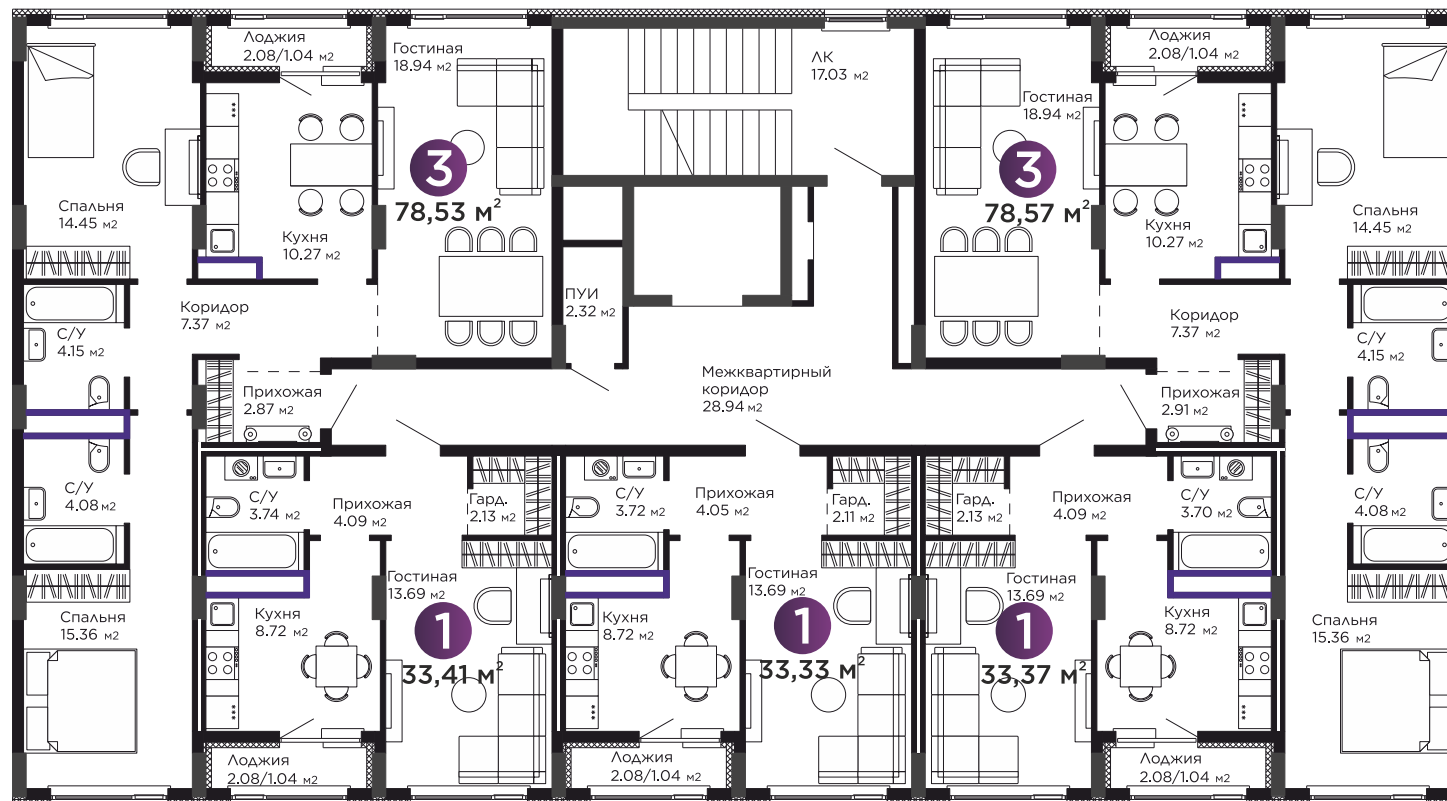 Лоджия
2.08/1.04 м2
Гостиная
18.94 м2
ЛК
17.03 м2
Гостиная
18.94 м2
Лоджия
2.08/1.04 м2
3
78,53 м²
3
78,57 м²
Спальня
14.45 м2
Кухня
10.27 м2
Кухня
10.27 м2
Спальня
14.45 м2
ПУИ
2.32 м2
Коридор
7.37 м2
Коридор
7.37 м2
С/У
4.15 м2
С/У
4.15 м2
Межквартирный
коридор
28.94 м2
Прихожая
2.87 м2
Прихожая
2.91 м2
С/У
4.08 м2
С/У
3.74 м2
Прихожая
4.09 м2
Гард.
2.13 м2
С/У
3.72 м2
Прихожая
4.05 м2
Гард.
2.11 м2
Гард.
2.13 м2
Прихожая
4.09 м2
С/У
3.70 м2
С/У
4.08 м2
Гостиная
13.69 м2
Гостиная
13.69 м2
Гостиная
13.69 м2
Спальня
15.36 м2
Кухня
8.72 м2
1
33,41 м²
Кухня
8.72 м2
1
33,33 м²
1
33,37 м²
Кухня
8.72 м2
Спальня
15.36 м2
Лоджия
2.08/1.04 м2
Лоджия
2.08/1.04 м2
Лоджия
2.08/1.04 м2